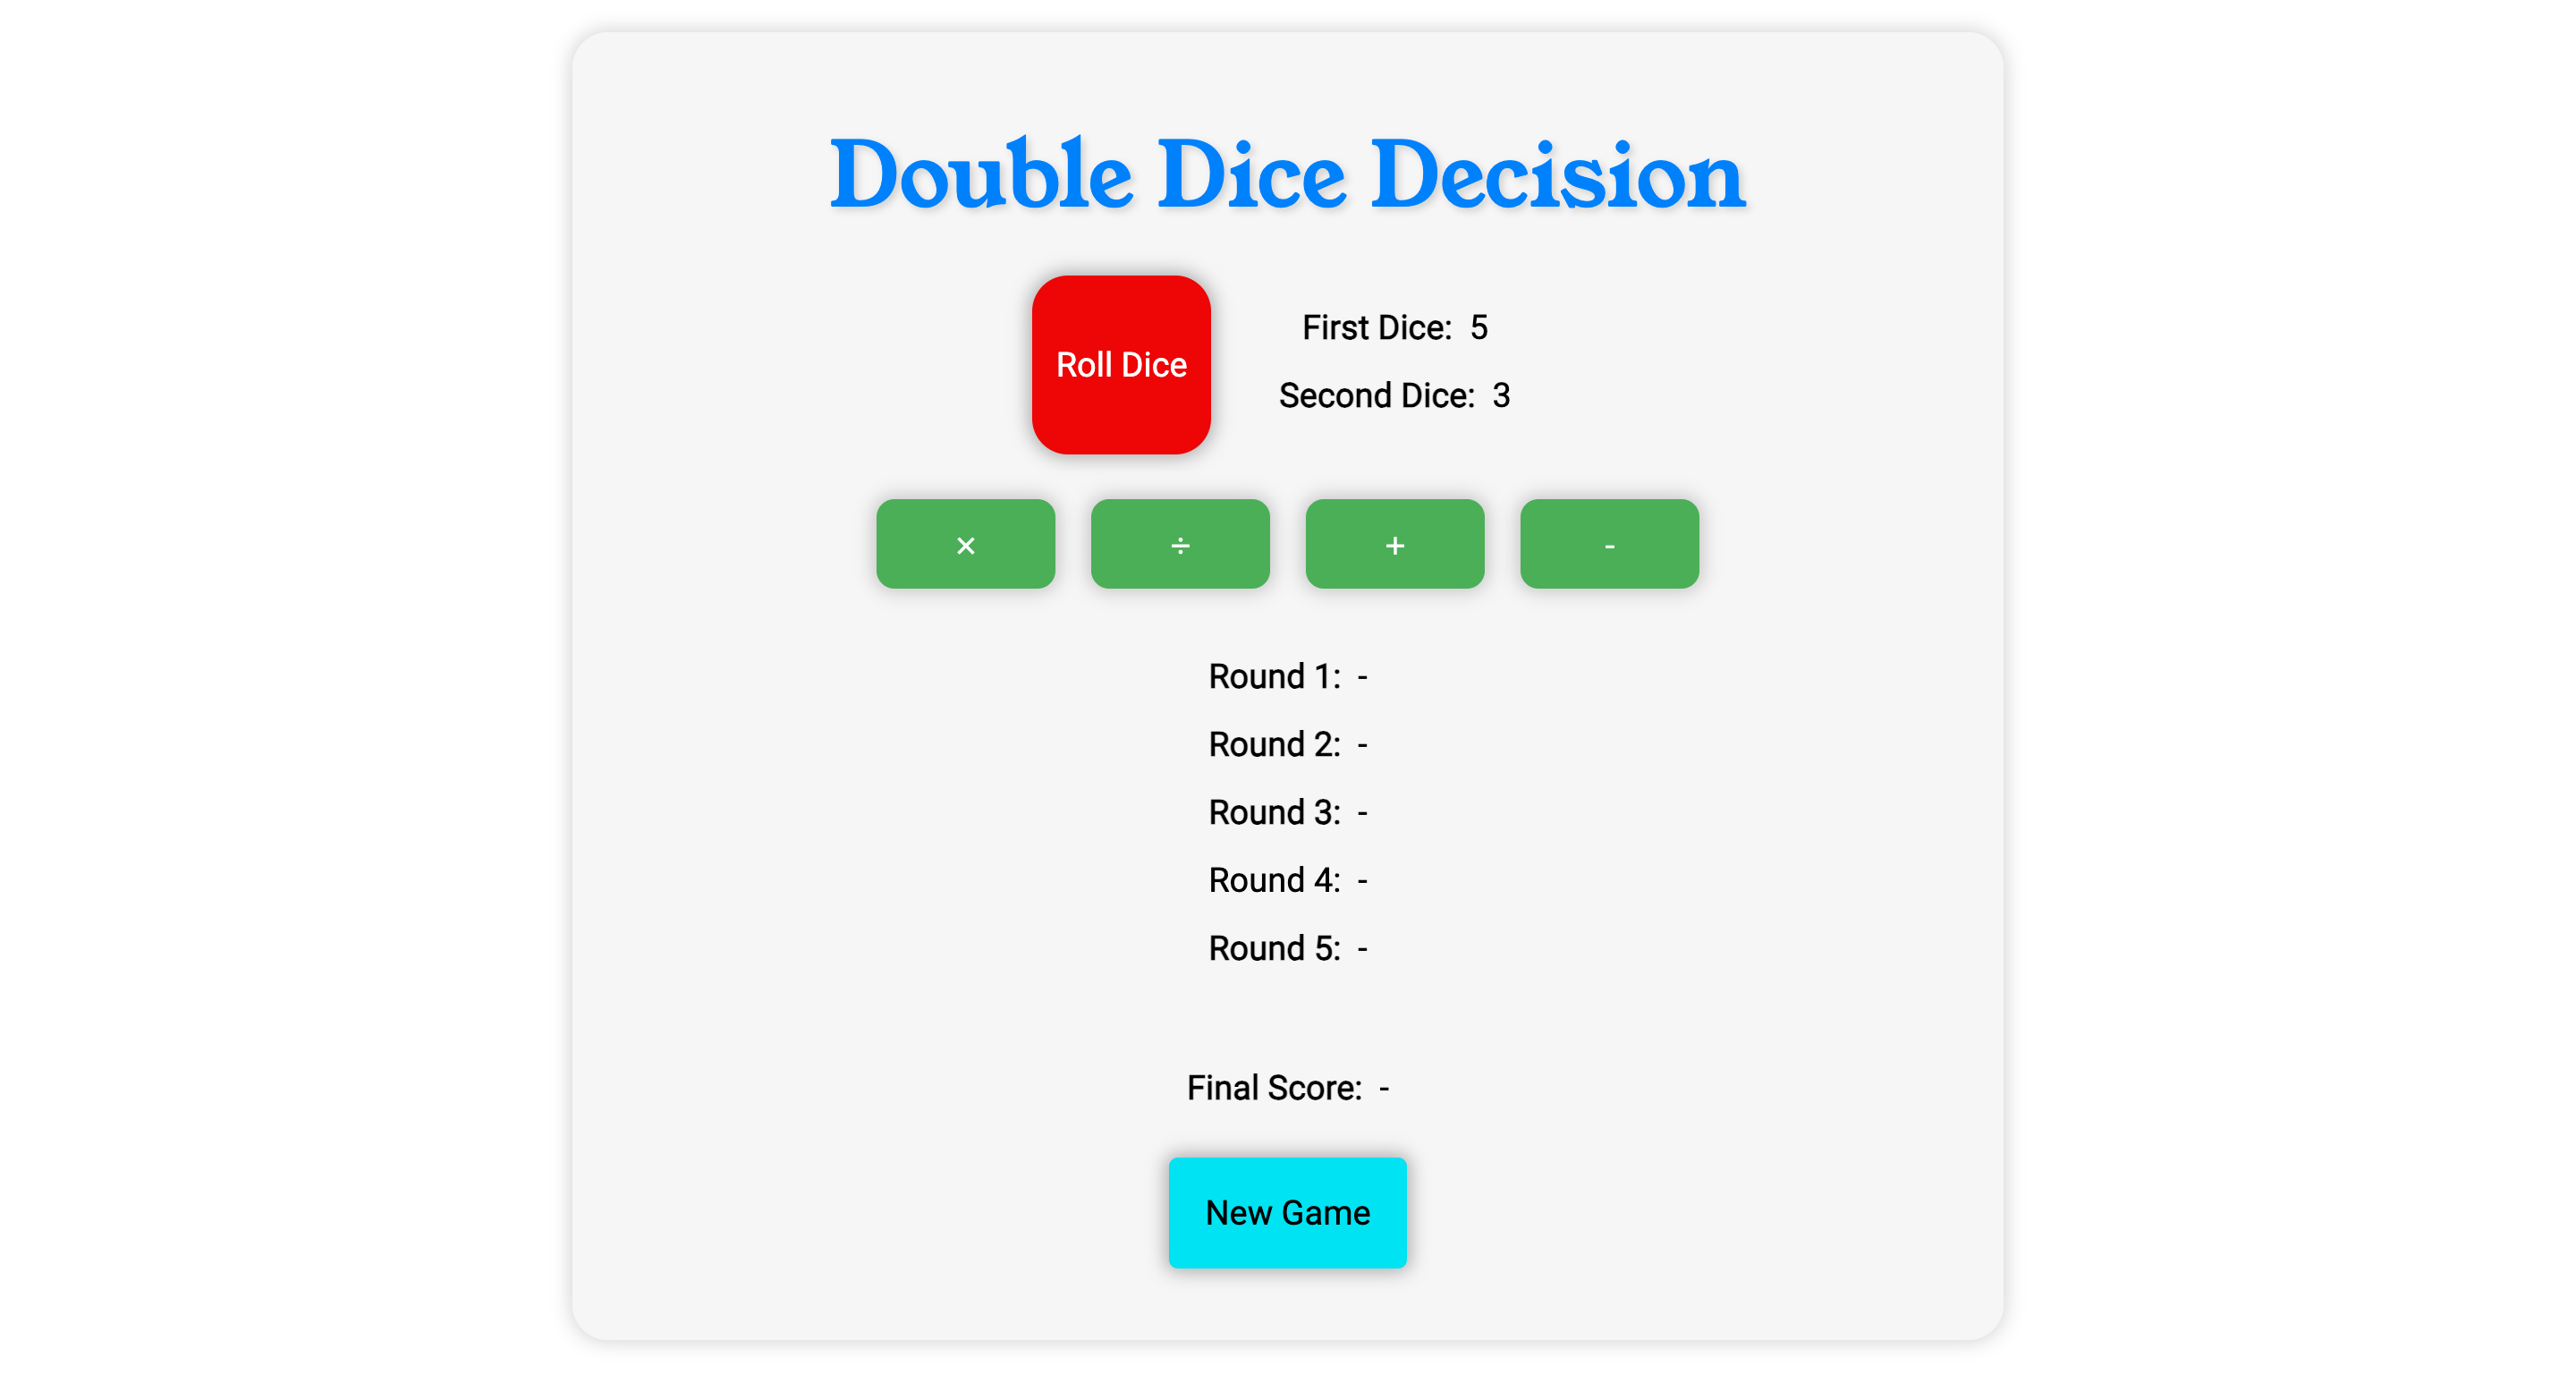 Double Dice Decision
Roll Dice
First Dice: 5
Second Dice: 3
× ÷ + -
Round 1: -
Round 2: -
Round 3: -
Round 4: -
Round 5: -
Final Score: -
New Game